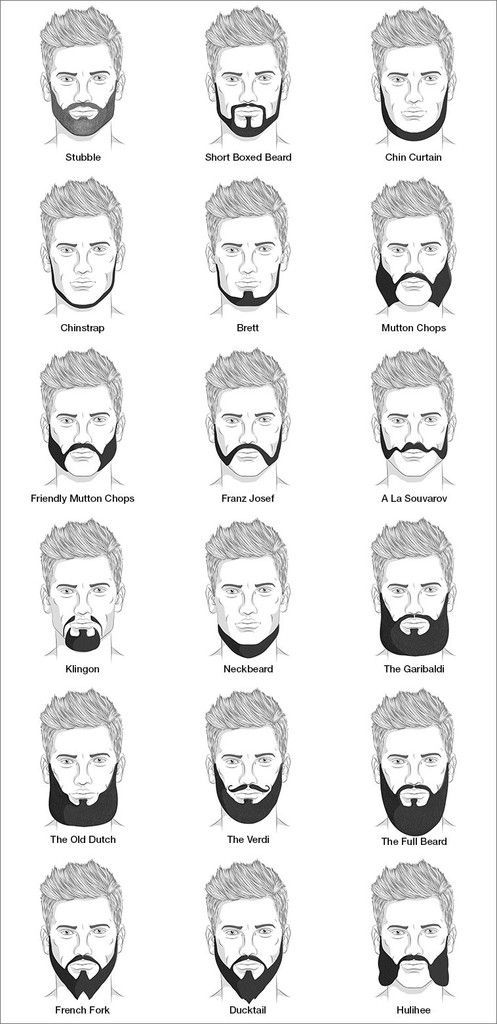 Stubble
Short Boxed Beard
Chin Curtain
Chinstrap
Brett
Mutton Chops
Friendly Mutton Chops
Franz Josef
A La Souvarov
Klingon
Neckbeard
The Garibaldi
The Old Dutch
The Verdi
The Full Beard
French Fork
Ducktail
Hulihee